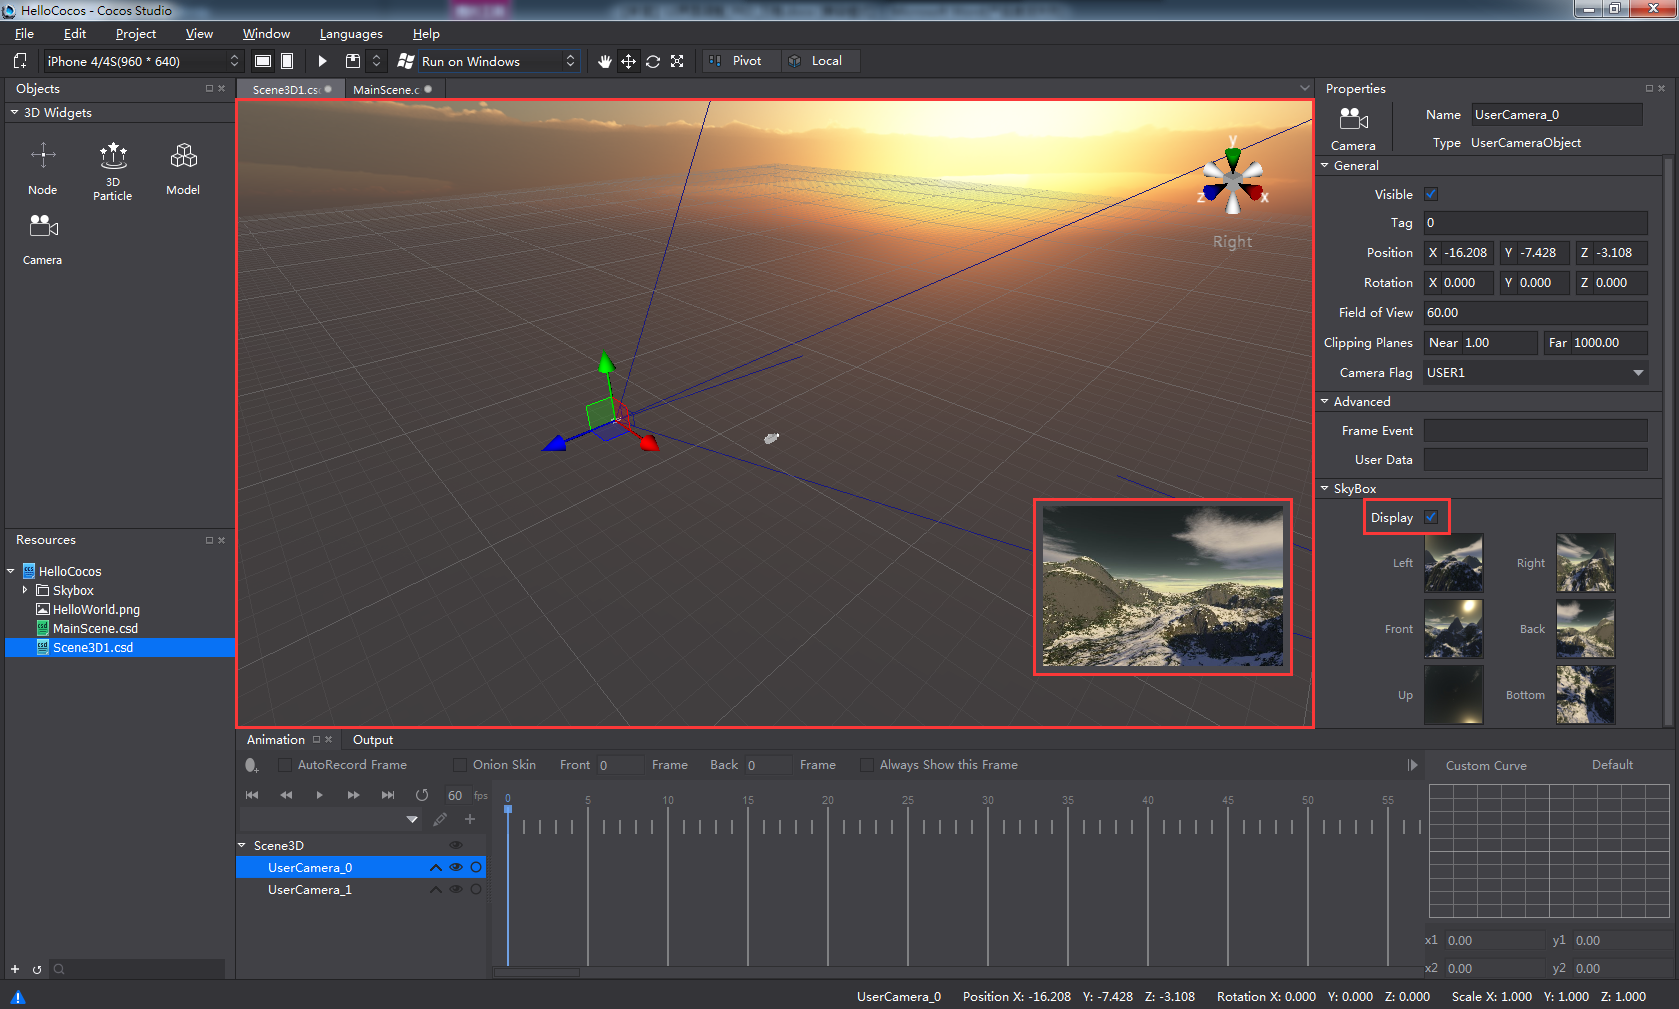 HelloCocos - Cocos Studio
File Edit Project View Window Languages Help
iPhone 4/4S(960 * 640) Run on Windows Pivot Local
Objects
3D Widgets
Node 3D Particle Model
Camera
Resources
HelloCocos
Skybox
HelloWorld.png
MainScene.csd
Scene3D1.csd
Scene3D1.cs MainScene.c
y
z x
Right
Properties
Camera
Name UserCamera_0
Type UserCameraObject
General
Visible
Tag 0
Position X -16.208 Y -7.428 Z -3.108
Rotation X 0.000 Y 0.000 Z 0.000
Field of View 60.00
Clipping Planes Near 1.00 Far 1000.00
Camera Flag USER1
Advanced
Frame Event
User Data
SkyBox
Display
Left Right
Front Back
Up Bottom
Animation Output
AutoRecord Frame Onion Skin Front 0 Frame Back 0 Frame Always Show this Frame
60 fps
0 5 10 15 20 25 30 35 40 45 50 55
Scene3D
UserCamera_0
UserCamera_1
Custom Curve Default
x1 0.00 y1 0.00
x2 0.00 y2 0.00
UserCamera_0 Position X: -16.208 Y: -7.428 Z: -3.108 Rotation X: 0.000 Y: 0.000 Z: 0.000 Scale X: 1.000 Y: 1.000 Z: 1.000